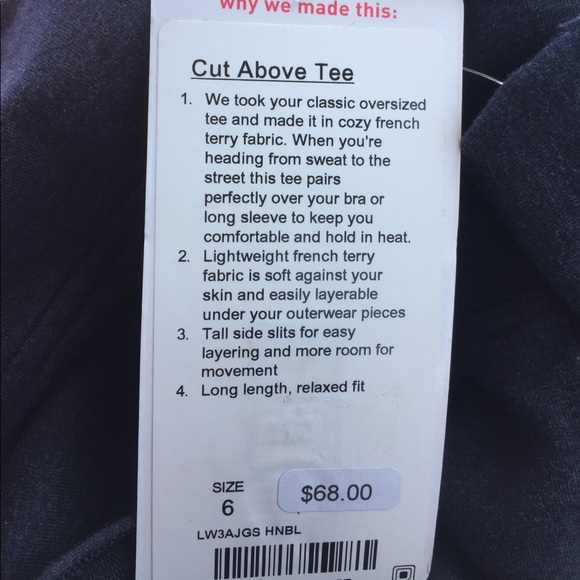 why we made this:
Cut Above Tee
1. We took your classic oversized
tee and made it in cozy french
terry fabric. When you're
heading from sweat to the
street this tee pairs
perfectly over your bra or
long sleeve to keep you
comfortable and hold in heat.
2. Lightweight french terry
fabric is soft against your
skin and easily layerable
under your outerwear pieces
3. Tall side slits for easy
layering and more room for
movement
4. Long length, relaxed fit
SIZE
6
$68.00
LW3AJGS HNBL